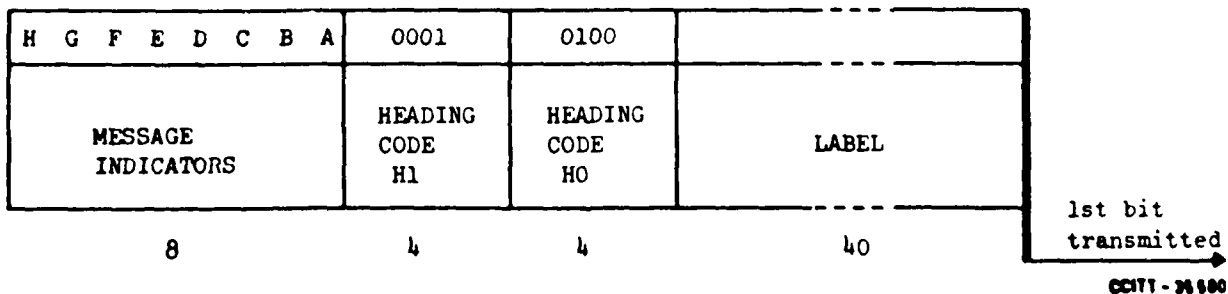 H G F E D C B A 0001 0100
MESSAGE INDICATORS
HEADING CODE H1
HEADING CODE H0
LABEL
8 4 4 40
1st bit transmitted